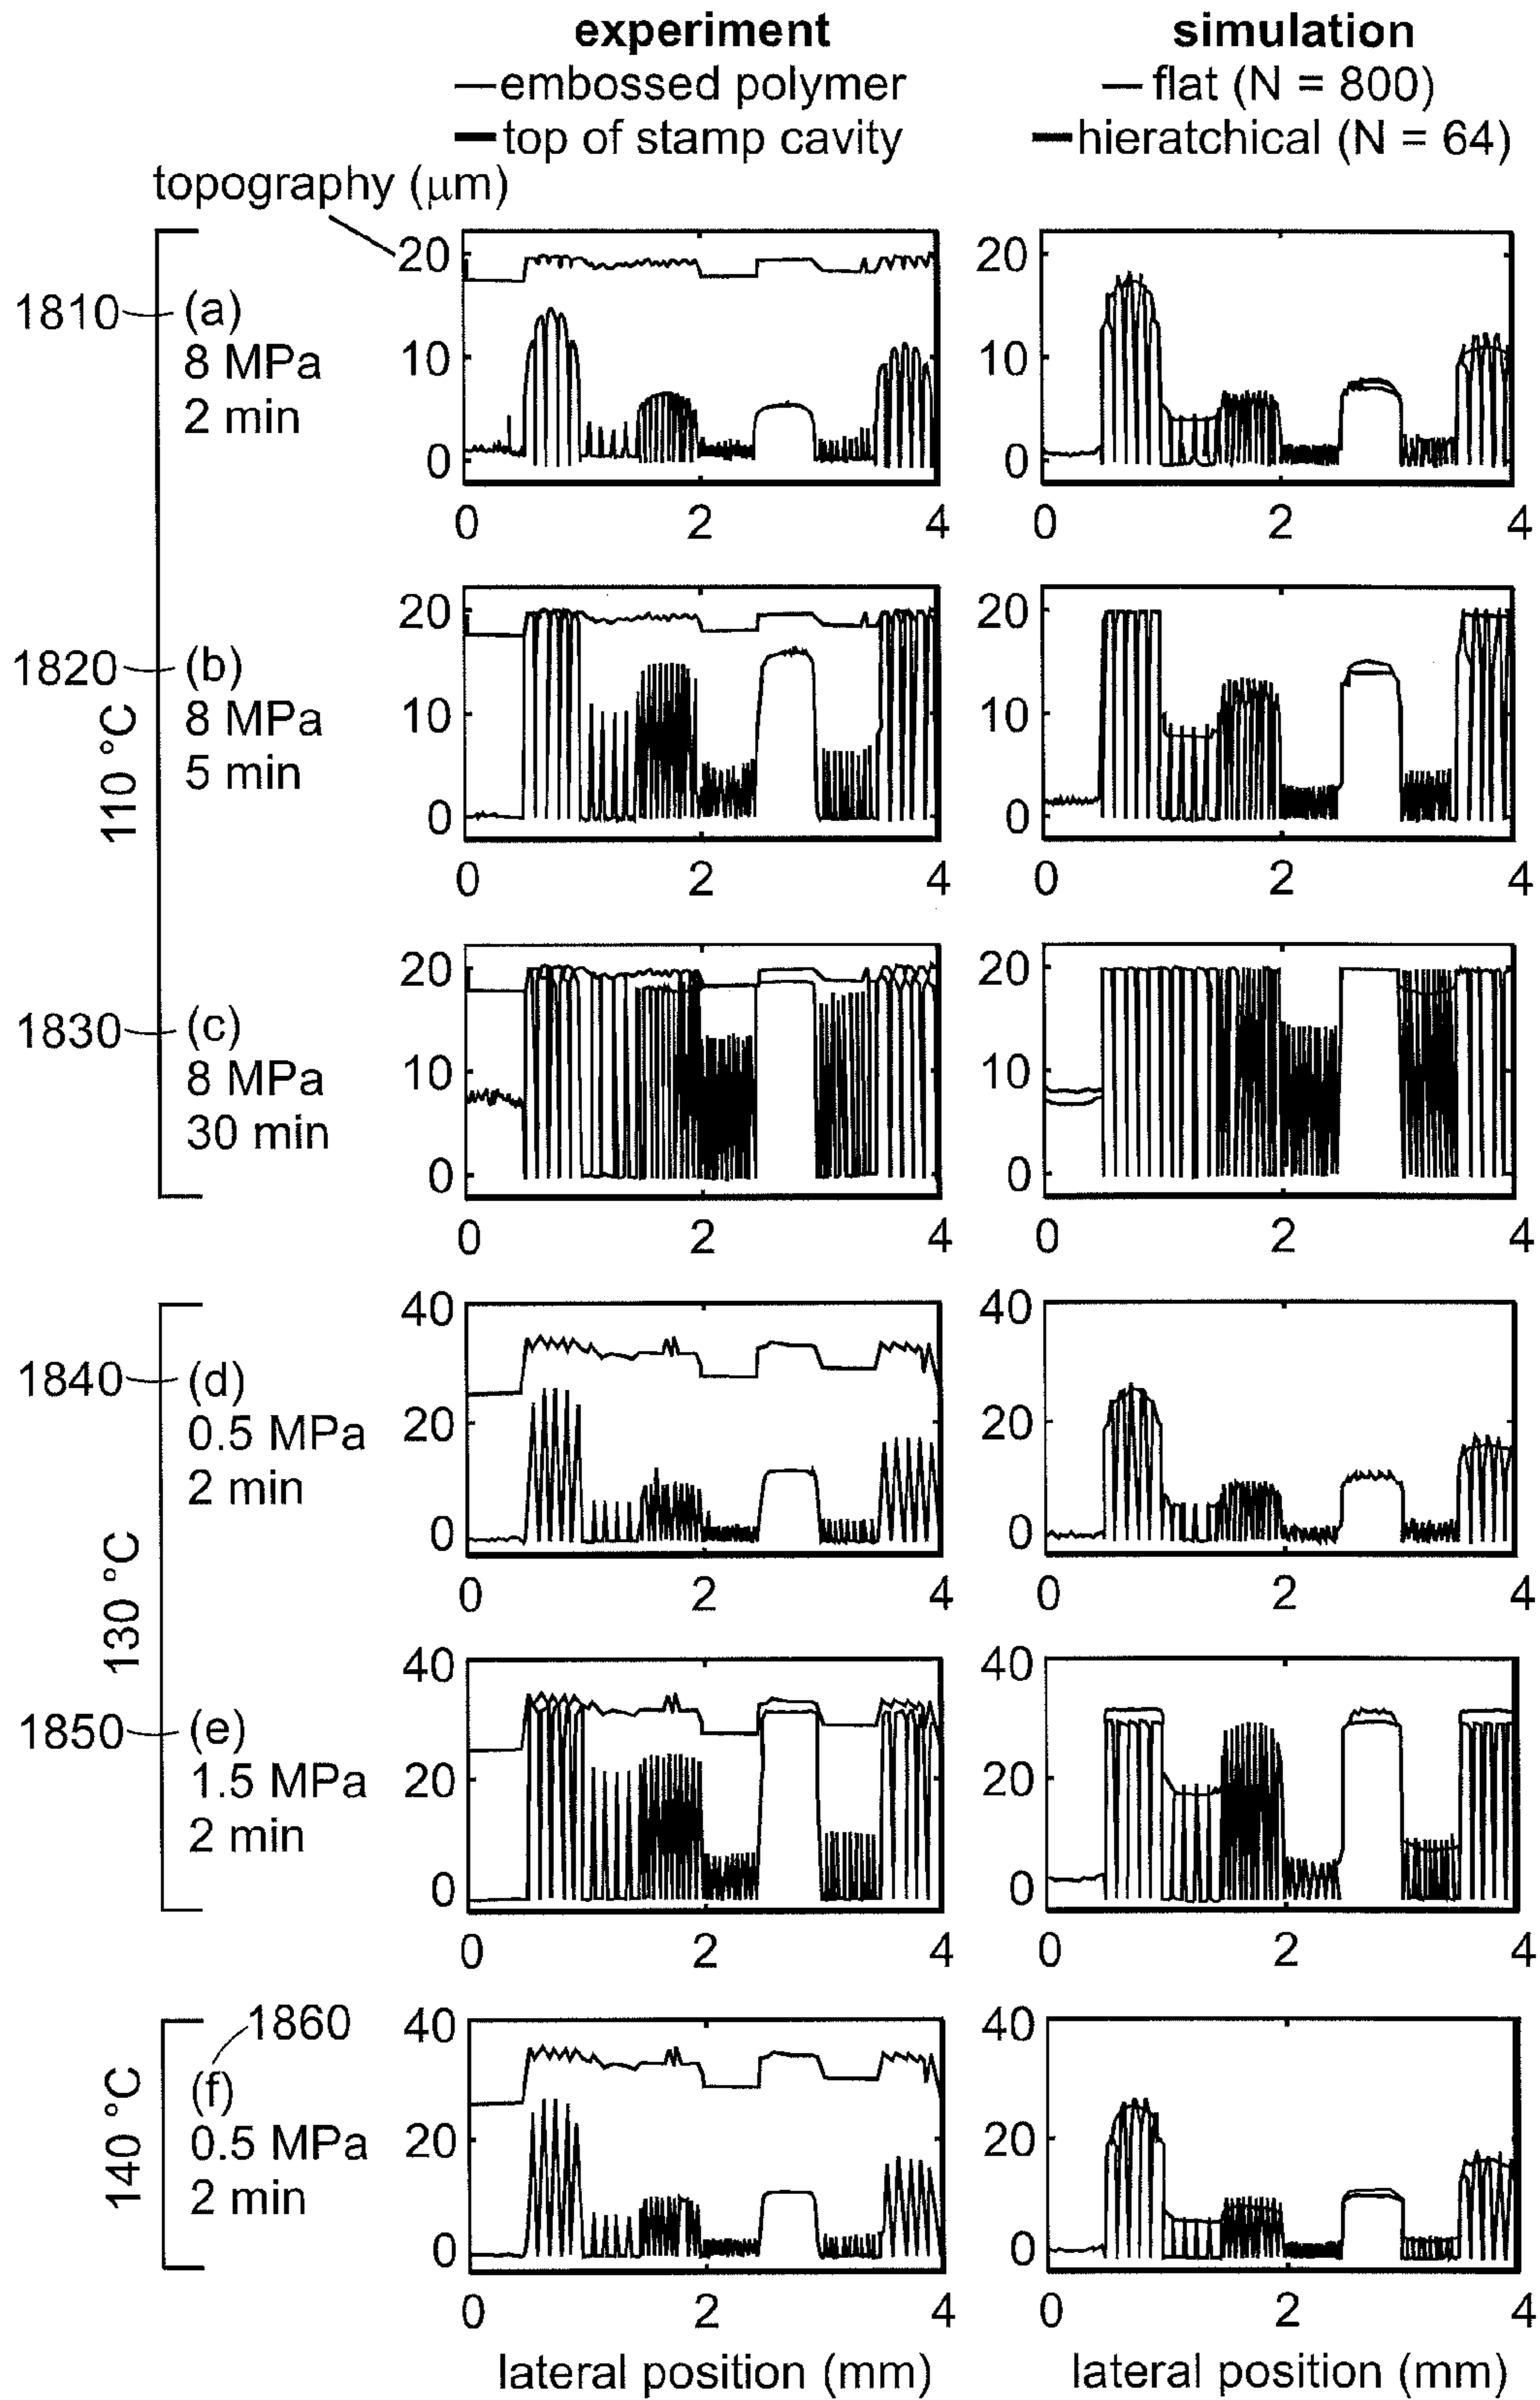 experiment
embossed polymer
top of stamp cavity
simulation
flat (N = 800)
hieratchical (N = 64)
topography (μm)
110 °C
1810
(a)
8 MPa
2 min
20
10
0
0 2 4
20
10
0
0 2 4
1820
(b)
8 MPa
5 min
20
10
0
0 2 4
20
10
0
0 2 4
1830
(c)
8 MPa
30 min
20
10
0
0 2 4
20
10
0
0 2 4
130 °C
1840
(d)
0.5 MPa
2 min
40
20
0
0 2 4
40
20
0
0 2 4
1850
(e)
1.5 MPa
2 min
40
20
0
0 2 4
40
20
0
0 2 4
140 °C
1860
(f)
0.5 MPa
2 min
40
20
0
0 2 4
lateral position (mm)
40
20
0
0 2 4
lateral position (mm)